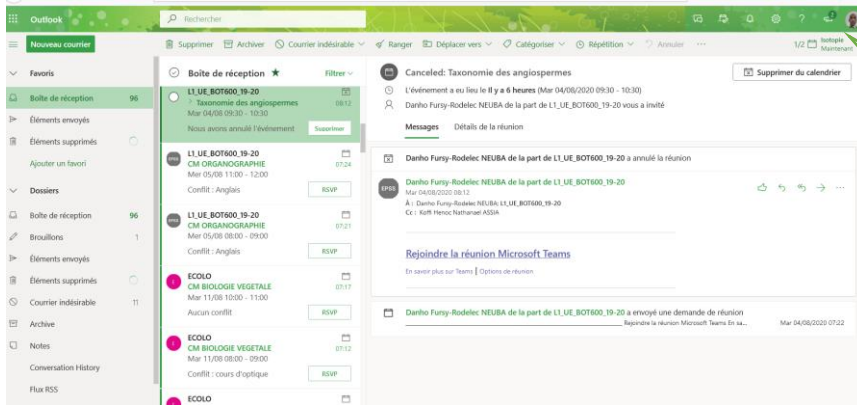 Outlook
Rechercher
Nouveau courrier
Supprimer Archiver Courrier indésirable Ranger Déplacer vers Catégoriser Répétition Annuler ...
1/2 Isotopie
Maintenant
Favoris
Boîte de réception 96
Éléments envoyés
Éléments supprimés
Ajouter un favori
Dossiers
Boîte de réception 96
Brouillons 1
Éléments envoyés
Éléments supprimés
Courrier indésirable 11
Archive
Notes
Conversation History
Flux RSS
Boîte de réception ★ Filtrer
L1_UE_BOT600_19-20
> Taxonomie des angiospermes 08:12
Mar 04/08 09:30 - 10:30
Nous avons annulé l'événement Supprimer
EPSS
L1_UE_BOT600_19-20
CM ORGANOGRAPHIE 07:24
Mer 05/08 11:00 - 12:00
Conflit : Anglais RSVP
EPSS
L1_UE_BOT600_19-20
CM ORGANOGRAPHIE 07:21
Mer 05/08 08:00 - 09:00
Conflit : Anglais RSVP
ECOLO
CM BIOLOGIE VEGETALE 07:17
Mar 11/08 10:00 - 11:00
Aucun conflit RSVP
ECOLO
CM BIOLOGIE VEGETALE 07:12
Mar 11/08 08:00 - 09:00
Conflit : cours d'optique RSVP
ECOLO
Canceled: Taxonomie des angiospermes
Supprimer du calendrier
L'événement a eu lieu le Il y a 6 heures (Mar 04/08/2020 09:30 - 10:30)
Danho Fursy-Rodelec NEUBA de la part de L1_UE_BOT600_19-20 vous a invité
Messages Détails de la réunion
Danho Fursy-Rodelec NEUBA de la part de L1_UE_BOT600_19-20 a annulé la réunion
EPSS
Danho Fursy-Rodelec NEUBA de la part de L1_UE_BOT600_19-20
Mar 04/08/2020 08:12
À : Danho Fursy-Rodelec NEUBA; L1_UE_BOT600_19-20
Cc : Koffi Henoc Nathanael ASSIA
Rejoindre la réunion Microsoft Teams
En savoir plus sur Teams | Options de réunion
Danho Fursy-Rodelec NEUBA de la part de L1_UE_BOT600_19-20 a envoyé une demande de réunion
Rejoindre la réunion Microsoft Teams En sa... Mar 04/08/2020 07:22